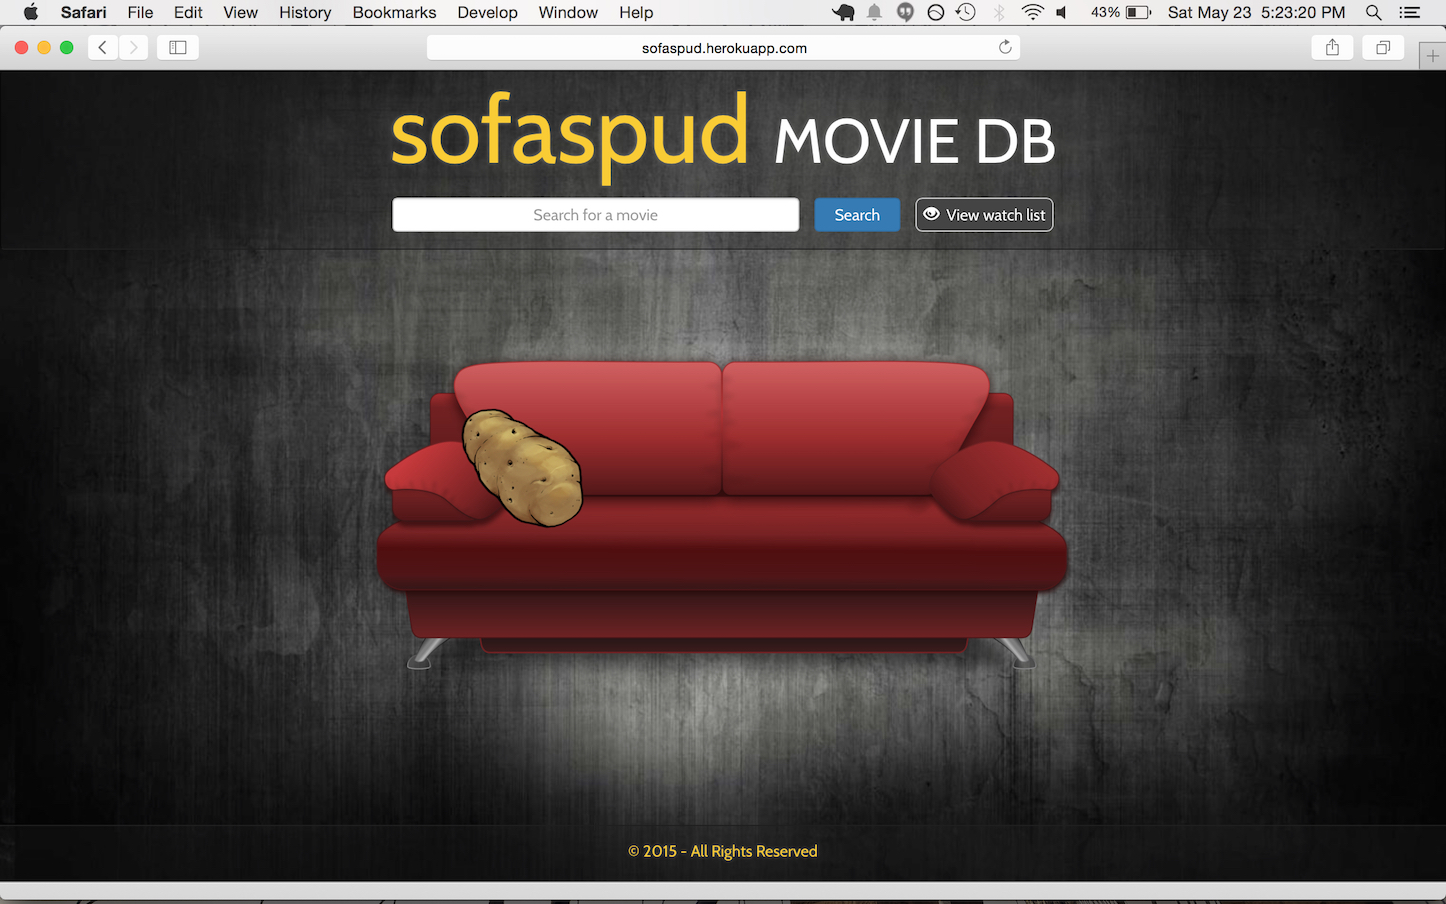 Safari File Edit View History Bookmarks Develop Window Help 43% Sat May 23 5:23:20 PM
sofaspud.herokuapp.com
sofaspud MOVIE DB
Search for a movie Search View watch list
© 2015 - All Rights Reserved